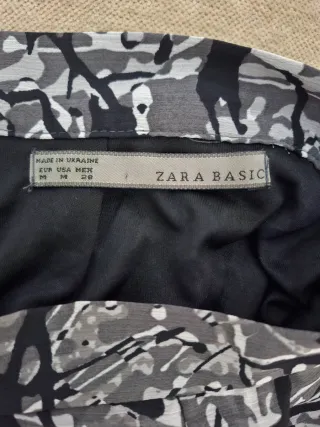 MADE IN UKRAINE
EUR USA MEX
M M 28
ZARA BASIC